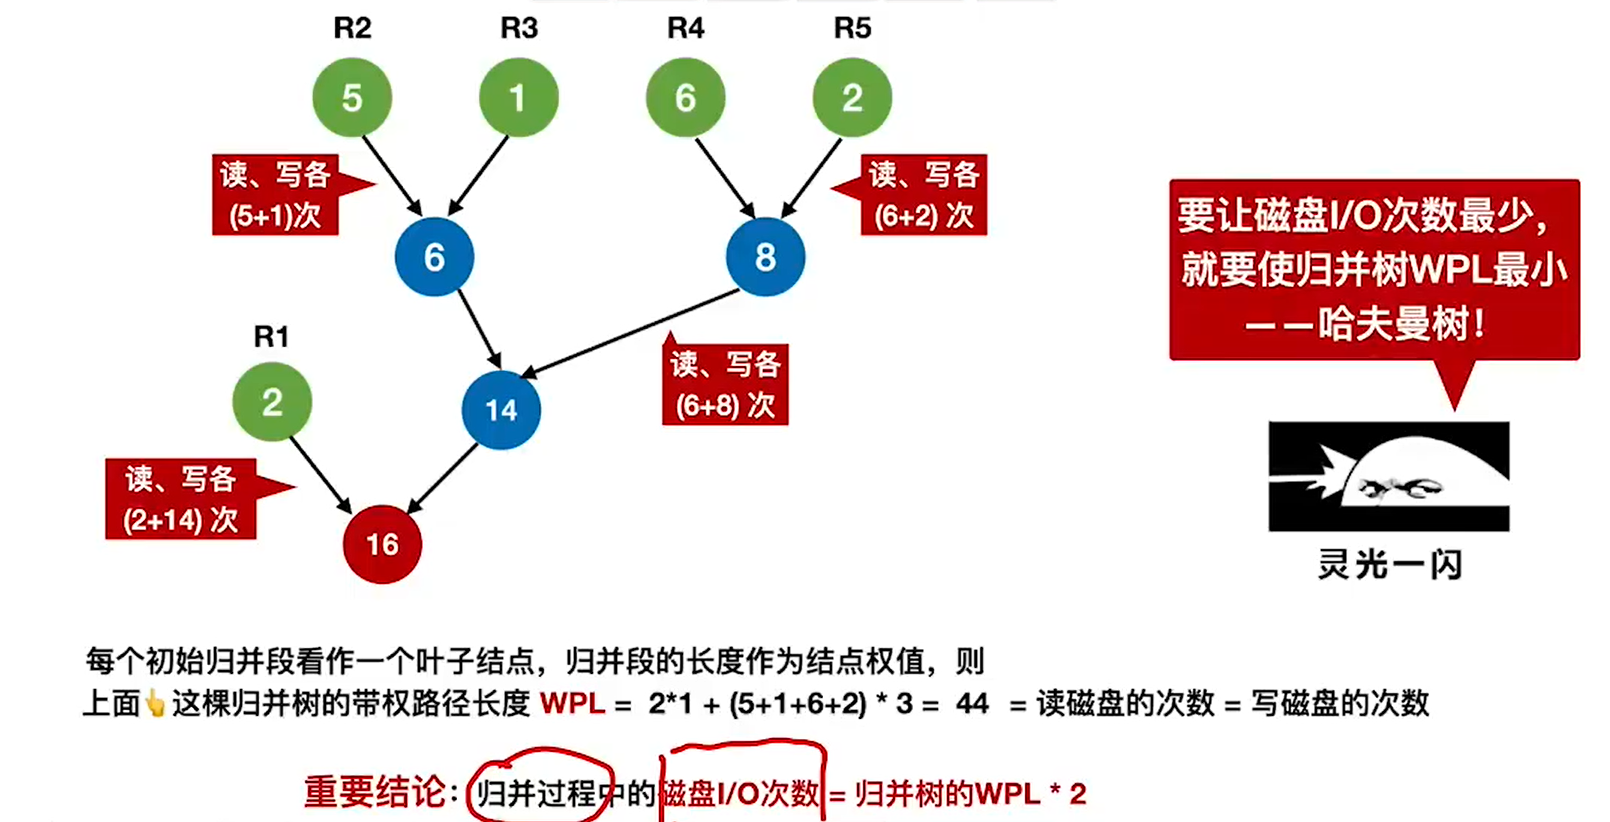 R2 R3 R4 R5
5 1 6 2
读、写各
(5+1)次
读、写各
(6+2) 次
6 8
R1
2
14
读、写各
(6+8) 次
读、写各
(2+14) 次
16
要让磁盘I/O次数最少，
就要使归并树WPL最小
——哈夫曼树！
灵光一闪
每个初始归并段看作一个叶子结点，归并段的长度作为结点权值，则
上面👆这棵归并树的带权路径长度 WPL = 2*1 + (5+1+6+2) * 3 = 44 = 读磁盘的次数 = 写磁盘的次数
重要结论：归并过程中的磁盘I/O次数 = 归并树的WPL * 2